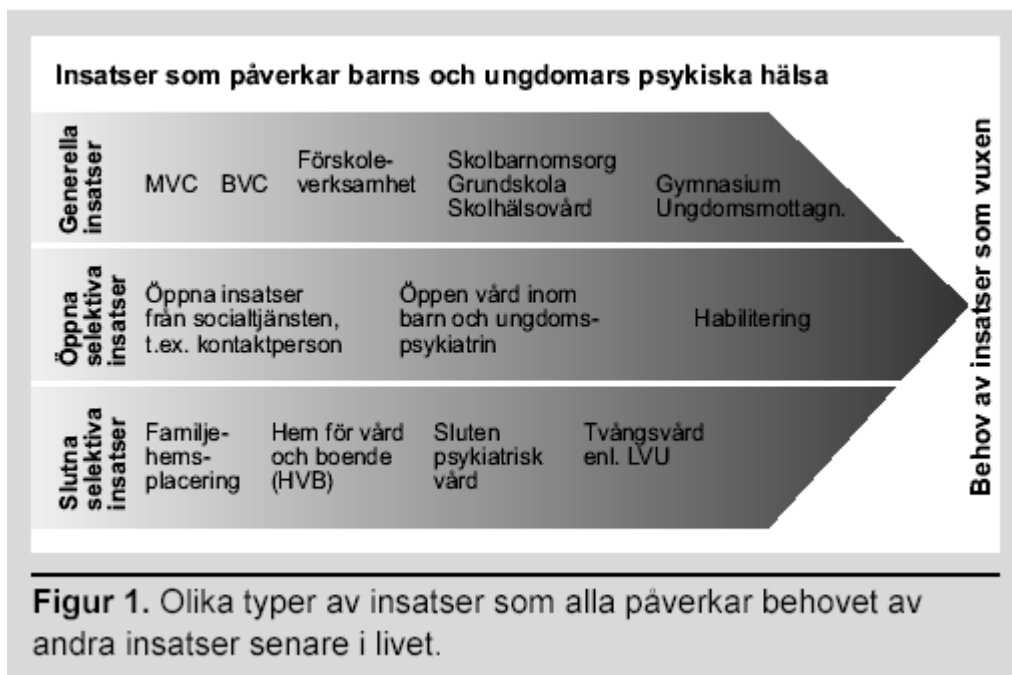 Insatser som påverkar barns och ungdomars psykiska hälsa
Generella
insatser
MVC
BVC
Förskole-
verksamhet
Skolbarnomsorg
Grundskola
Skolhälsovård
Gymnasium
Ungdomsmottagn.
Öppna
selektiva
insatser
Öppna insatser
från socialtjänsten,
t.ex. kontaktperson
Öppen vård inom
barn och ungdoms-
psykiatrin
Habilitering
Slutna
selektiva
insatser
Familje-
hems-
placering
Hem för vård
och boende
(HVB)
Sluten
psykiatrisk
vård
Tvångsvård
enl. LVU
Behov av insatser som vuxen
Figur 1. Olika typer av insatser som alla påverkar behovet av
andra insatser senare i livet.